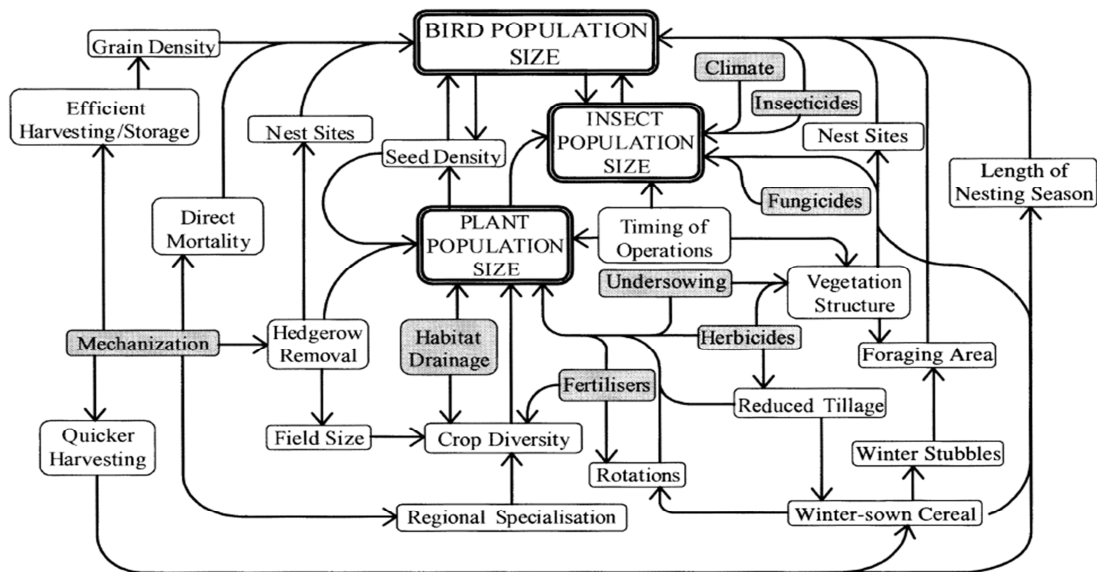 BIRD POPULATION
SIZE
Grain Density
Climate
Efficient
Harvesting/Storage
Insecticides
INSECT
POPULATION
SIZE
Nest Sites
Nest Sites
Seed Density
Length of
Nesting Season
Direct
Mortality
PLANT
POPULATION
SIZE
Timing of
Operations
Fungicides
Undersowing
Vegetation
Structure
Mechanization
Hedgerow
Removal
Habitat
Drainage
Herbicides
Foraging Area
Fertilisers
Reduced Tillage
Quicker
Harvesting
Field Size
Crop Diversity
Winter Stubbles
Rotations
Regional Specialisation
Winter-sown Cereal